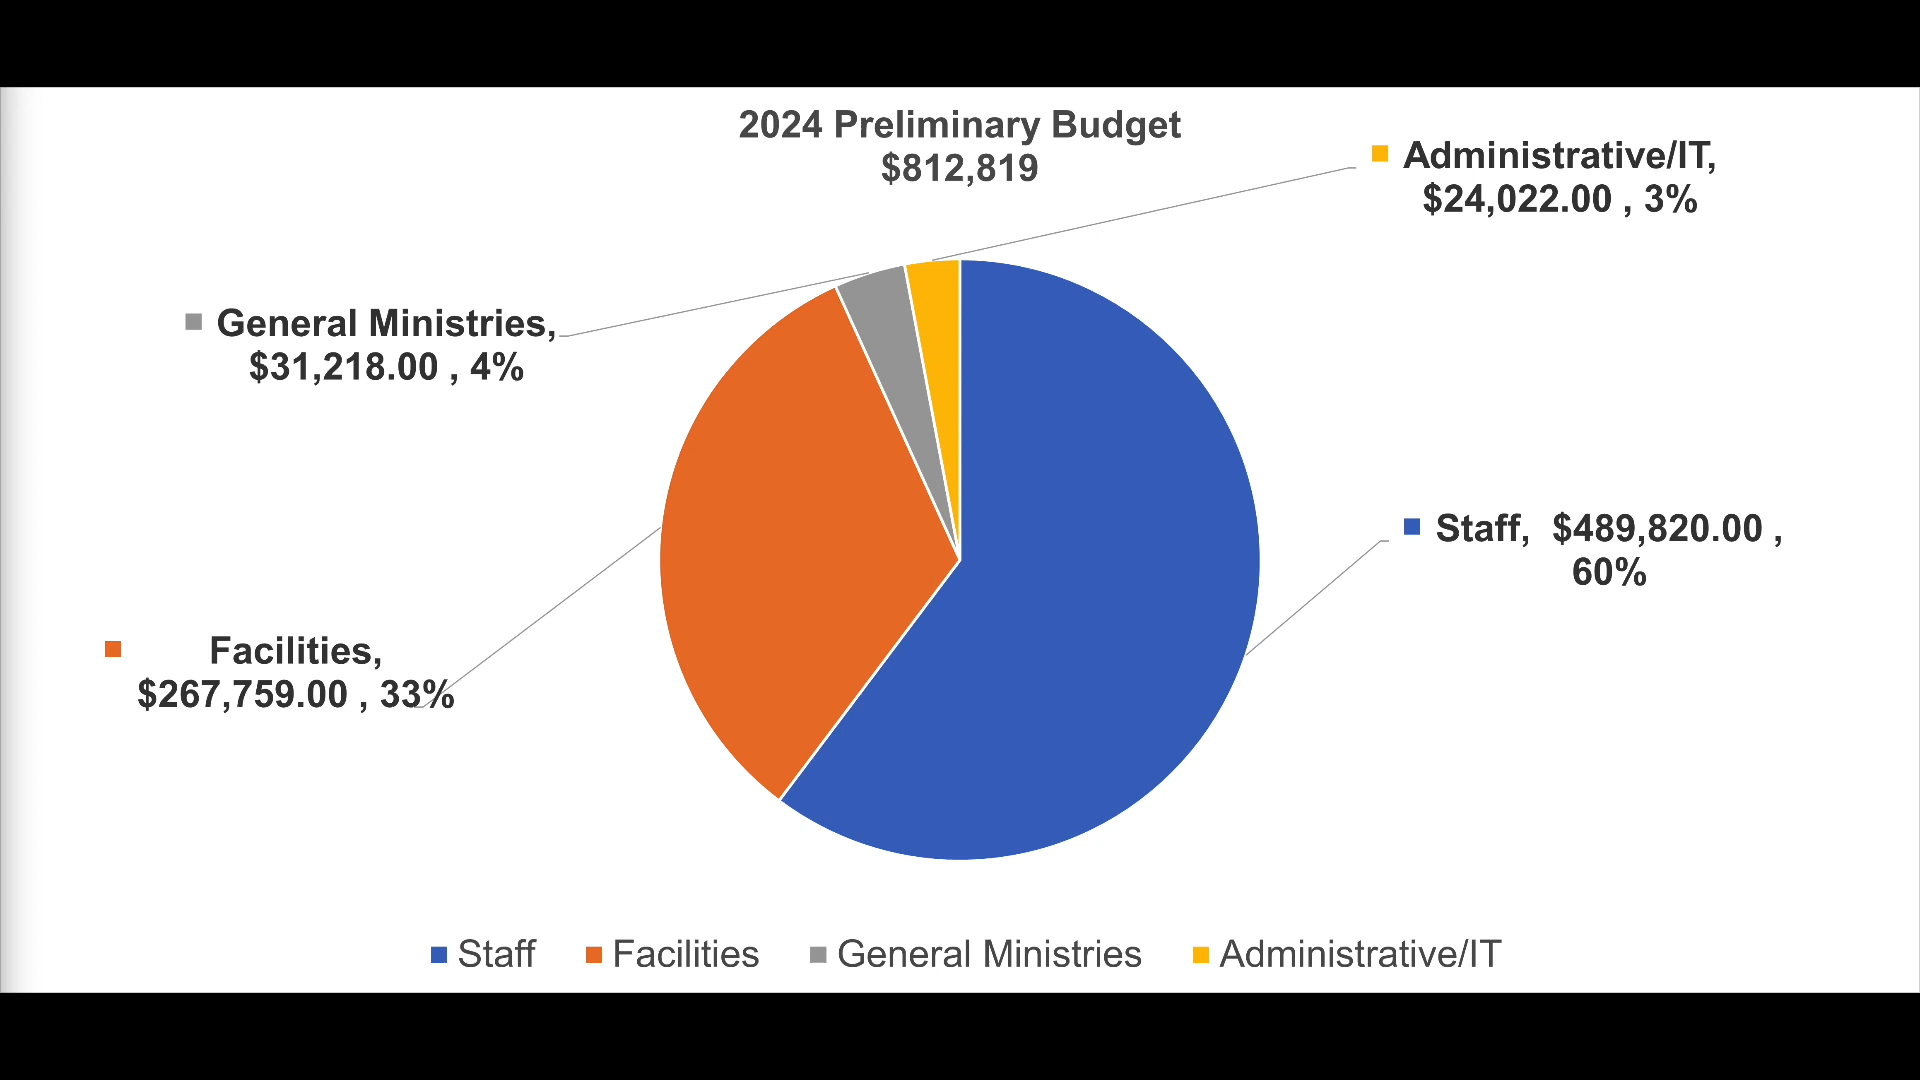 2024 Preliminary Budget
$812,819
Administrative/IT,
$24,022.00 , 3%
General Ministries,
$31,218.00 , 4%
Staff,  $489,820.00 ,
60%
Facilities,
$267,759.00 , 33%
Staff
Facilities
General Ministries
Administrative/IT